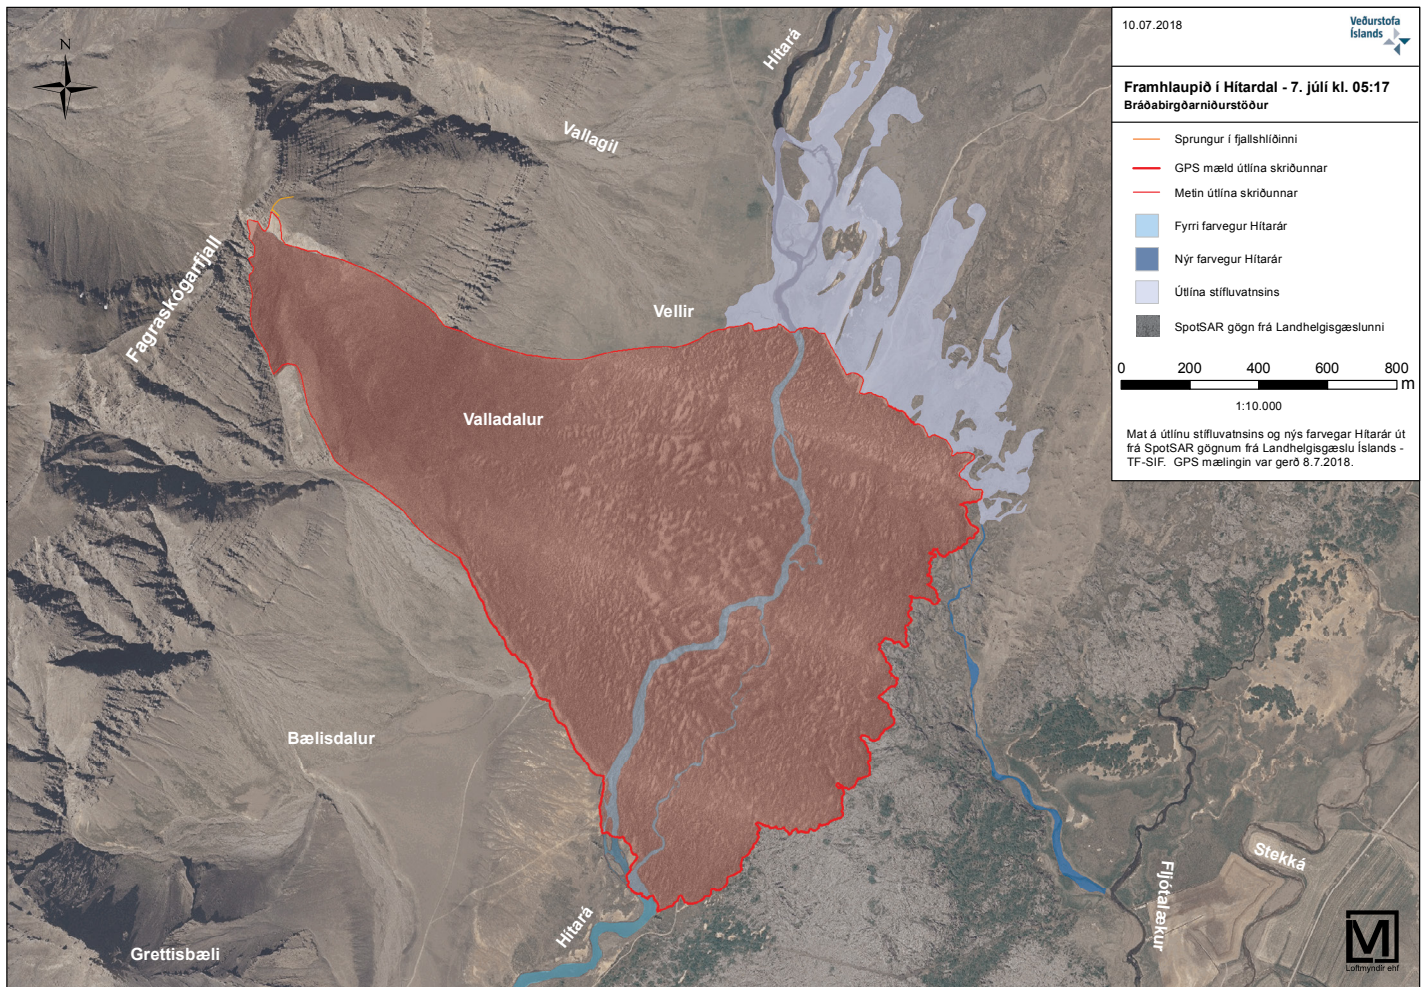 N
Hítará
Vallagil
Fagraskógarfjall
Vellir
Valladalur
Bælisdalur
Grettisbæli
Hítará
Fljótalækur
Stekká
10.07.2018
Veðurstofa
Íslands
Framhlaupið í Hítardal - 7. júlí kl. 05:17
Bráðabirgðarniðurstöður
Sprungur í fjallshlíðinni
GPS mæld útlína skriðunnar
Metin útlína skriðunnar
Fyrri farvegur Hítarár
Nýr farvegur Hítarár
Útlína stífluvatnsins
SpotSAR gögn frá Landhelgisgæslunni
0 200 400 600 800
m
1:10.000
Mat á útlínu stífluvatnsins og nýs farvegar Hítarár út
frá SpotSAR gögnum frá Landhelgisgæslu Íslands -
TF-SIF. GPS mælingin var gerð 8.7.2018.
M
Loftmyndir ehf